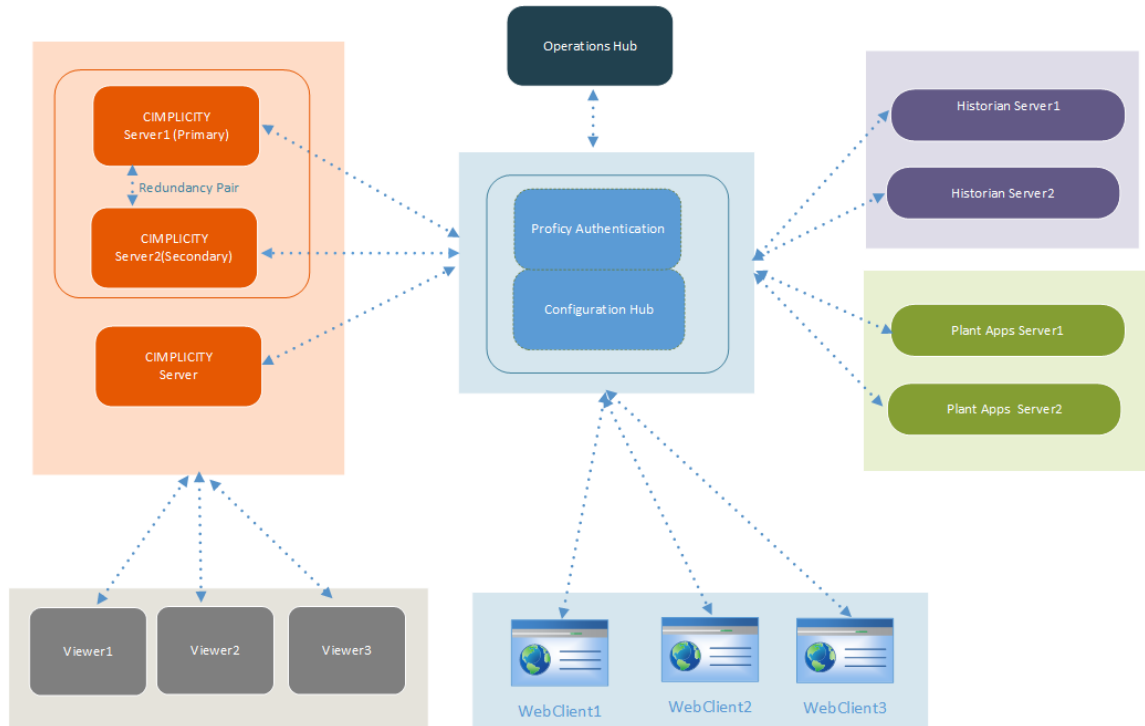 Operations Hub
CIMPLICITY
Server1 (Primary)
Redundancy Pair
CIMPLICITY
Server2(Secondary)
CIMPLICITY
Server
Proficy Authentication
Configuration Hub
Historian Server1
Historian Server2
Plant Apps Server1
Plant Apps Server2
Viewer1
Viewer2
Viewer3
WebClient1
WebClient2
WebClient3